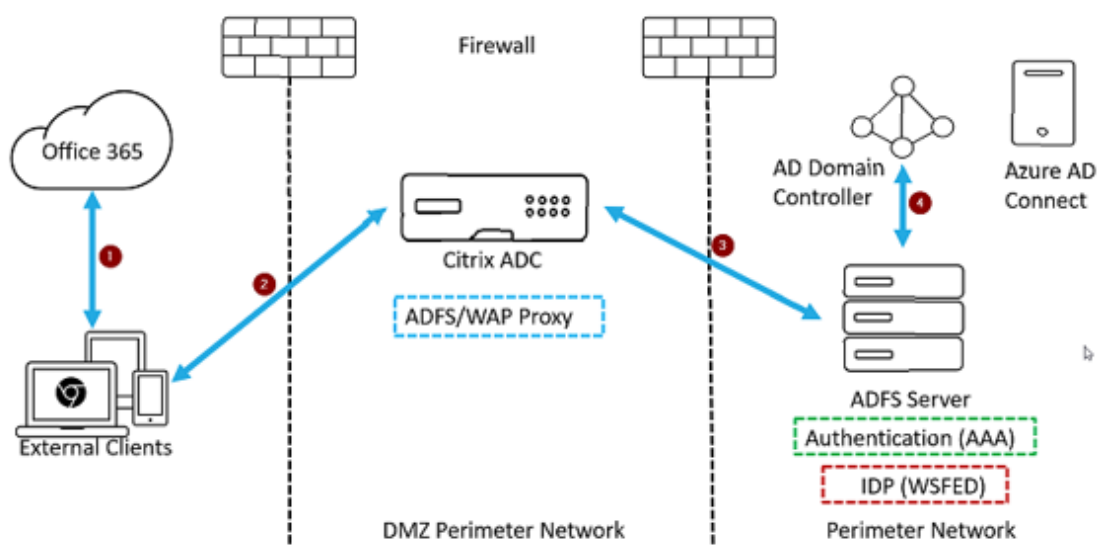 Firewall
Office 365
AD Domain
Controller
Azure AD
Connect
1
2
3
4
Citrix ADC
ADFS/WAP Proxy
External Clients
ADFS Server
Authentication (AAA)
IDP (WSFED)
DMZ Perimeter Network
Perimeter Network